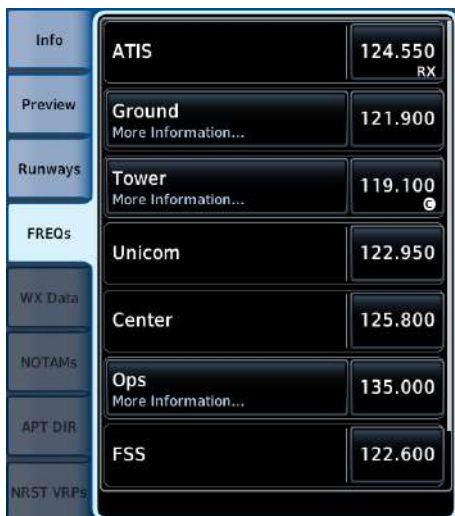 Info
Preview
Runways
FREQs
WX Data
NOTAMs
APT DIR
NRST VRPs
ATIS
124.550
RX
Ground
More Information...
121.900
Tower
More Information...
119.100
C
Unicom
122.950
Center
125.800
Ops
More Information...
135.000
FSS
122.600